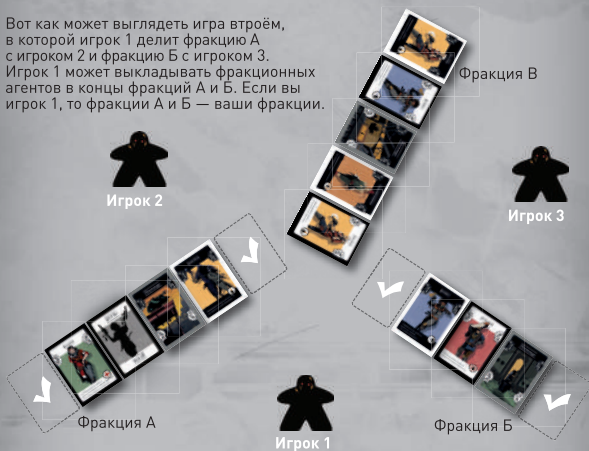 Вот как может выглядеть игра втроём,
в которой игрок 1 делит фракцию А
с игроком 2 и фракцию Б с игроком 3.
Игрок 1 может выкладывать фракционных
агентов в концы фракций А и Б. Если вы
игрок 1, то фракции А и Б — ваши фракции.
Фракция В
Игрок 2
Игрок 3
Фракция А
Игрок 1
Фракция Б